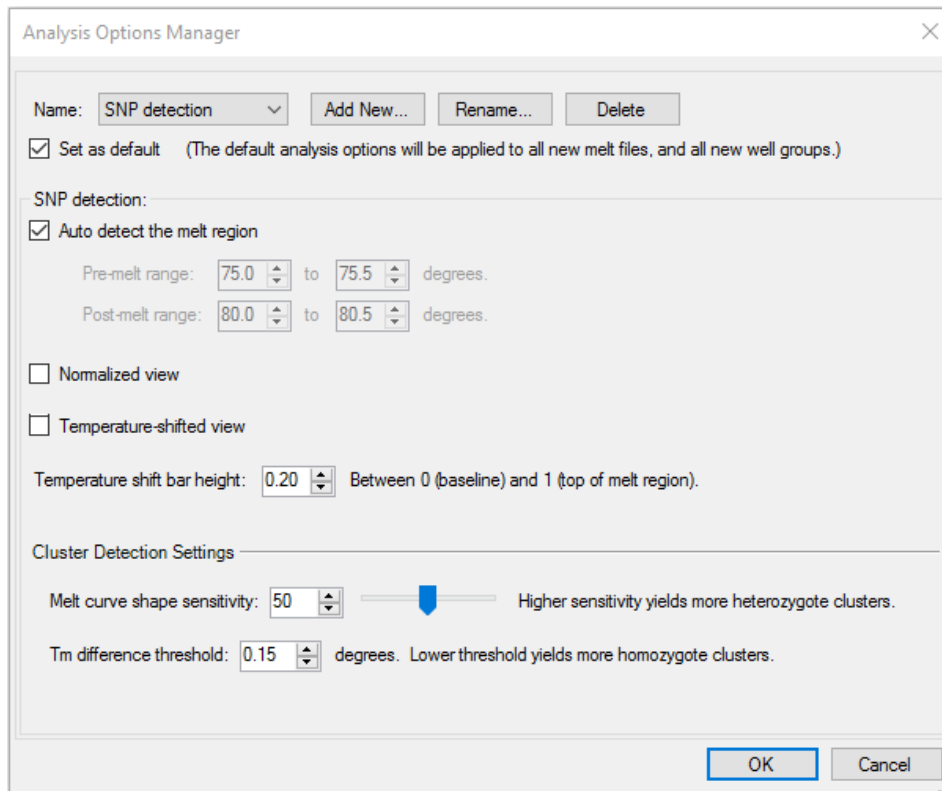 Analysis Options Manager
Name: SNP detection Add New... Rename... Delete
Set as default (The default analysis options will be applied to all new melt files, and all new well groups.)
SNP detection:
Auto detect the melt region
Pre-melt range: 75.0 to 75.5 degrees.
Post-melt range: 80.0 to 80.5 degrees.
Normalized view
Temperature-shifted view
Temperature shift bar height: 0.20 Between 0 (baseline) and 1 (top of melt region).
Cluster Detection Settings
Melt curve shape sensitivity: 50 Higher sensitivity yields more heterozygote clusters.
Tm difference threshold: 0.15 degrees. Lower threshold yields more homozygote clusters.
OK Cancel